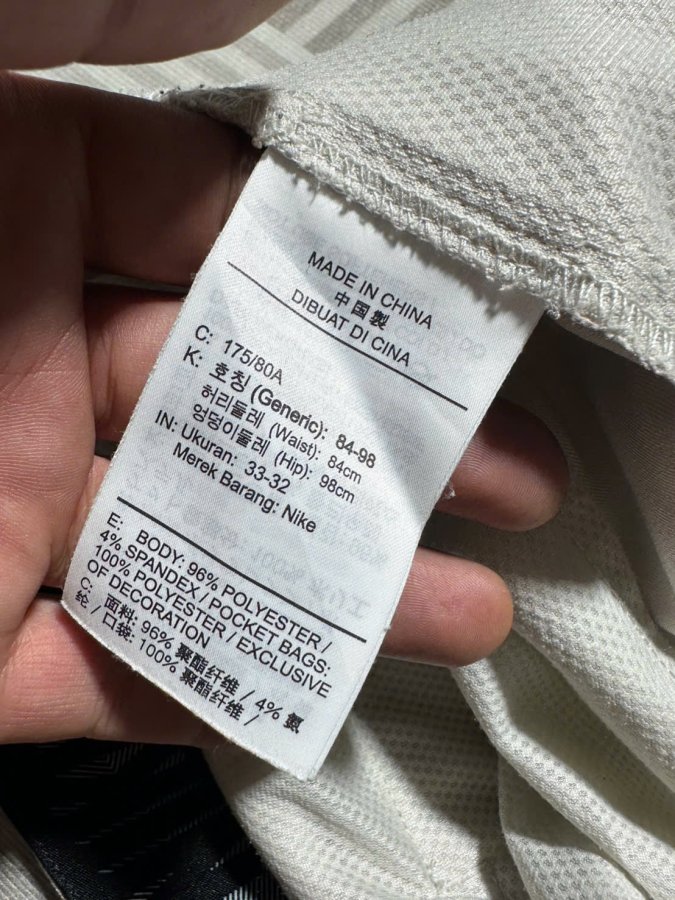 MADE IN CHINA
中国製
DIBUAT DI CINA
C: 175/80A
K: 호칭 (Generic): 84-98
허리둘레 (Waist): 84cm
엉덩이둘레 (Hip): 98cm
IN: Ukuran: 33-32
Merek Barang: Nike
E: BODY: 96% POLYESTER /
4% SPANDEX / POCKET BAGS:
100% POLYESTER / EXCLUSIVE
OF DECORATION
C: 面料: 96% 聚酯纤维 / 4% 氨
纶 / 口袋: 100% 聚酯纤维 /